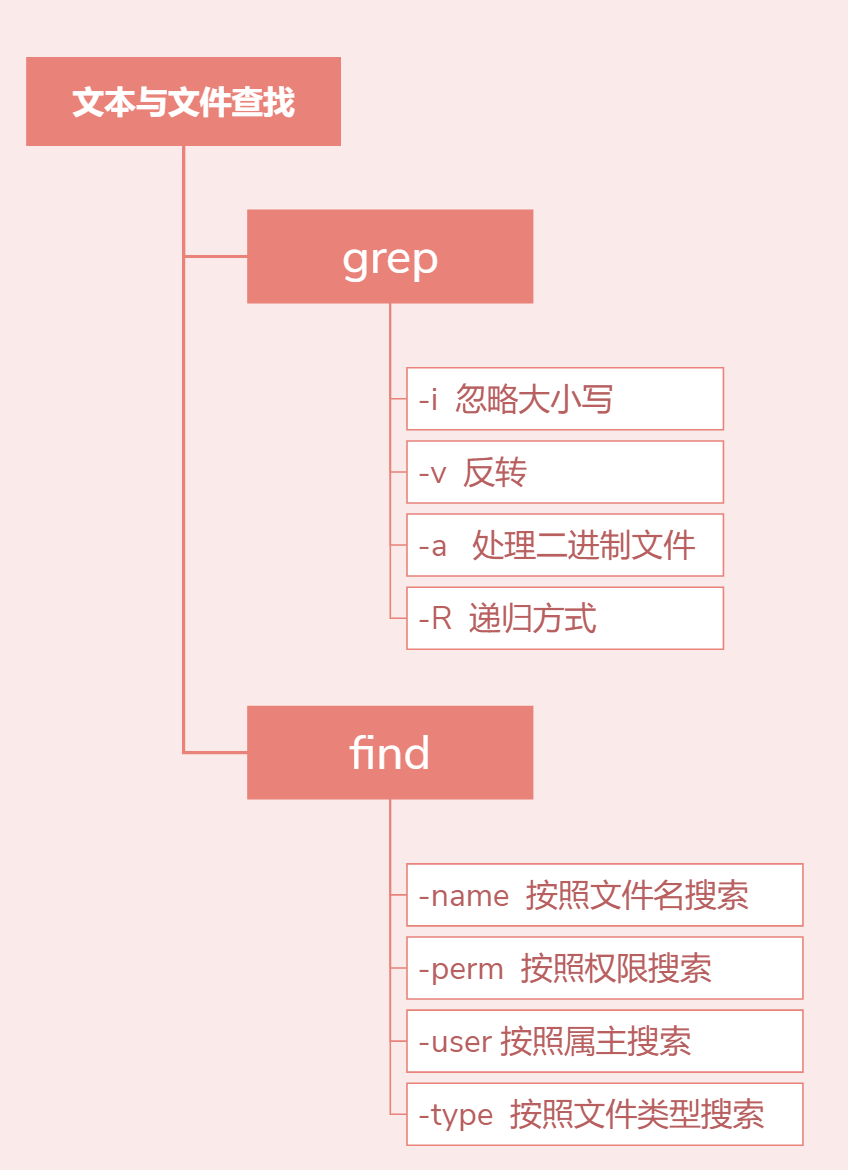 文本与文件查找
grep
-i 忽略大小写
-v 反转
-a 处理二进制文件
-R 递归方式
find
-name 按照文件名搜索
-perm 按照权限搜索
-user 按照属主搜索
-type 按照文件类型搜索